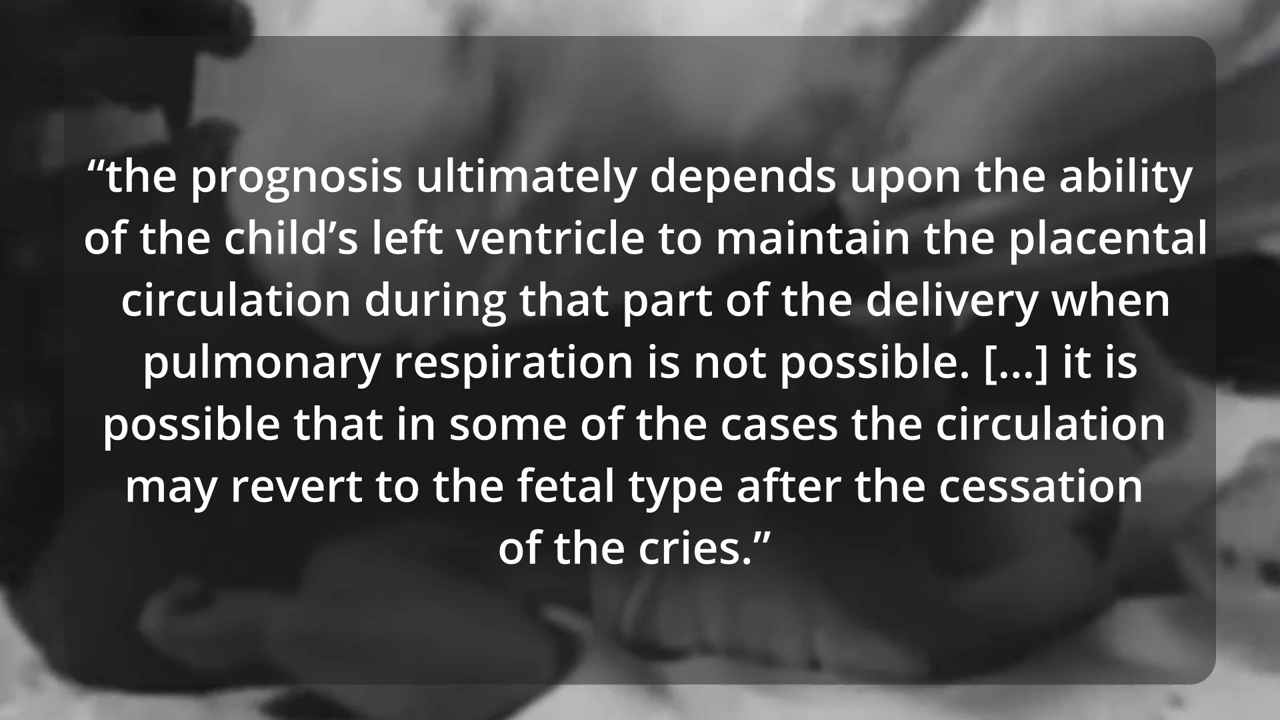 “the prognosis ultimately depends upon the ability
of the child’s left ventricle to maintain the placental
circulation during that part of the delivery when
pulmonary respiration is not possible. [...] it is
possible that in some of the cases the circulation
may revert to the fetal type after the cessation
of the cries.”